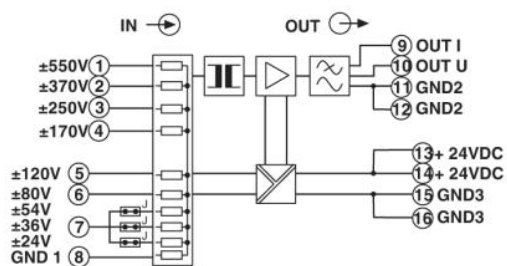 IN OUT
±550V 1
±370V 2
±250V 3
±170V 4
±120V 5
±80V 6
±54V J
±36V 7 J
±24V J
GND 1 8
9 OUT I
10 OUT U
11 GND2
12 GND2
13 + 24VDC
14 + 24VDC
15 GND3
16 GND3